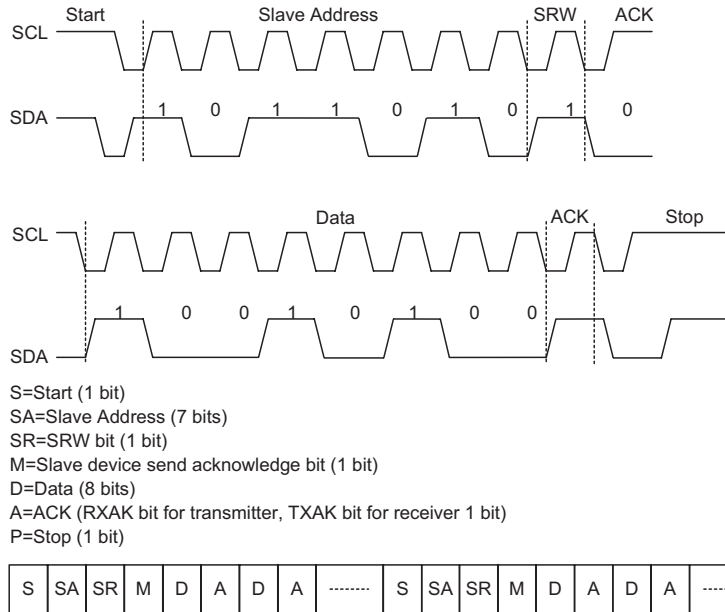 Start Slave Address SRW ACK
SCL
1 0 1 1 0 1 0 1 0
SDA
Data ACK Stop
SCL
1 0 0 1 0 1 0 0
SDA
S=Start (1 bit)
SA=Slave Address (7 bits)
SR=SRW bit (1 bit)
M=Slave device send acknowledge bit (1 bit)
D=Data (8 bits)
A=ACK (RXAK bit for transmitter, TXAK bit for receiver 1 bit)
P=Stop (1 bit)
S SA SR M D A D A ------ S SA SR M D A D A ----